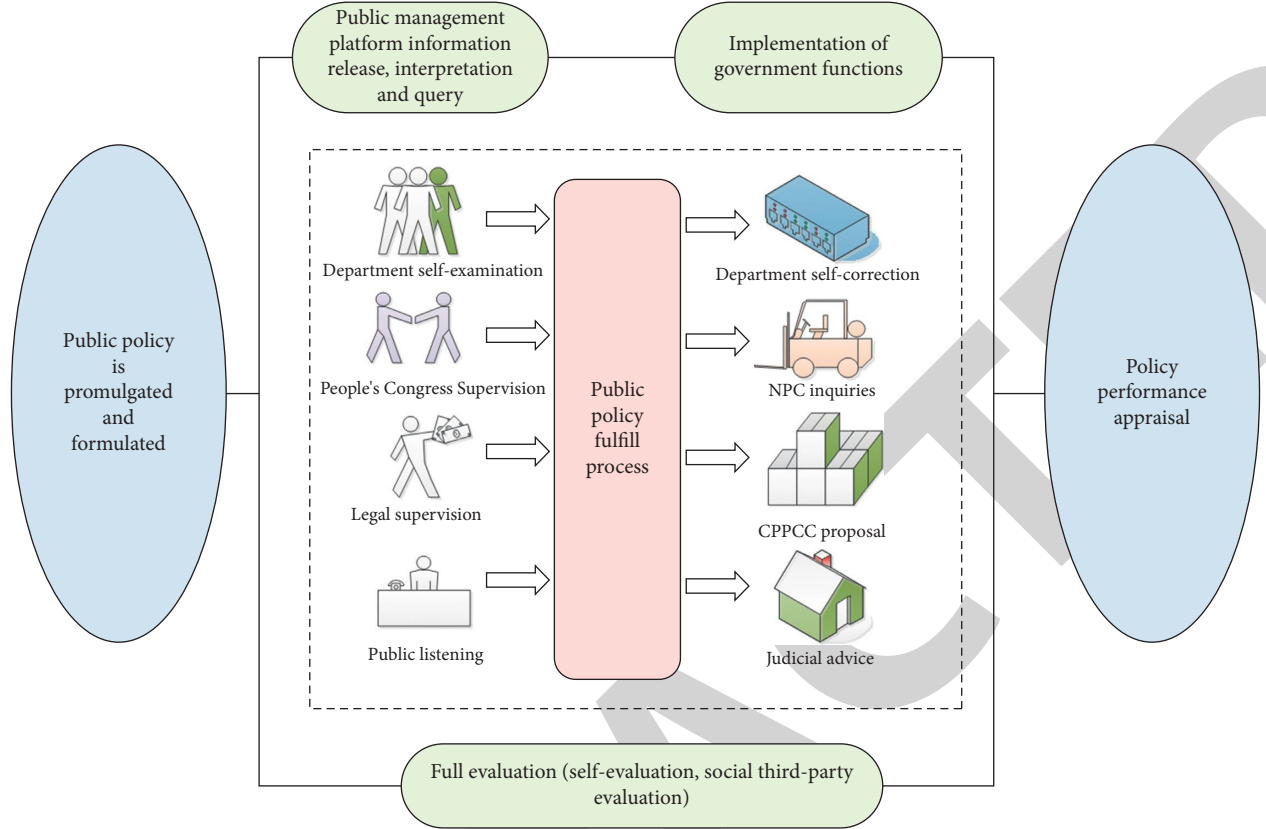 Public management
platform information
release, interpretation
and query
Implementation of
government functions
Public policy
is
promulgated
and
formulated
Department self-examination
People's Congress Supervision
Legal supervision
Public listening
Public
policy
fulfill
process
Department self-correction
NPC inquiries
CPPCC proposal
Judicial advice
Policy
performance
appraisal
Full evaluation (self-evaluation, social third-party
evaluation)